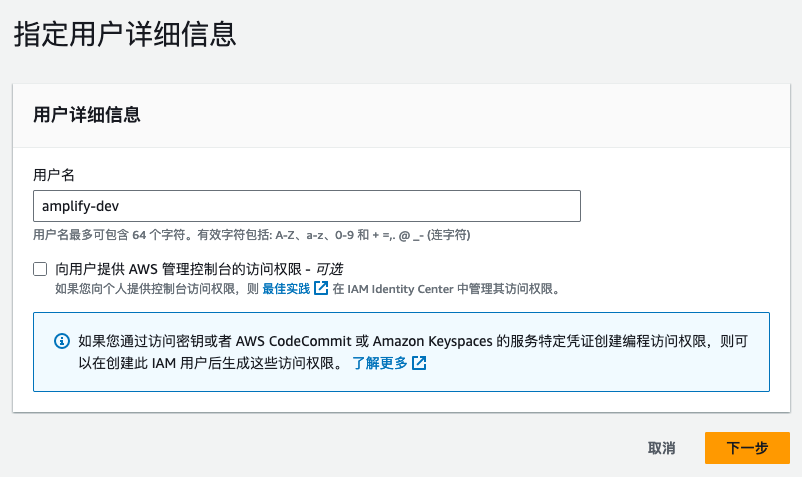 指定用户详细信息
用户详细信息
用户名
amplify-dev
用户名最多可包含 64 个字符。有效字符包括: A-Z、a-z、0-9 和 + =,. @ _- (连字符)
向用户提供 AWS 管理控制台的访问权限 - 可选
如果您向个人提供控制台访问权限，则 最佳实践 在 IAM Identity Center 中管理其访问权限。
如果您通过访问密钥或者 AWS CodeCommit 或 Amazon Keyspaces 的服务特定凭证创建编程访问权限，则可
以在创建此 IAM 用户后生成这些访问权限。 了解更多
取消
下一步